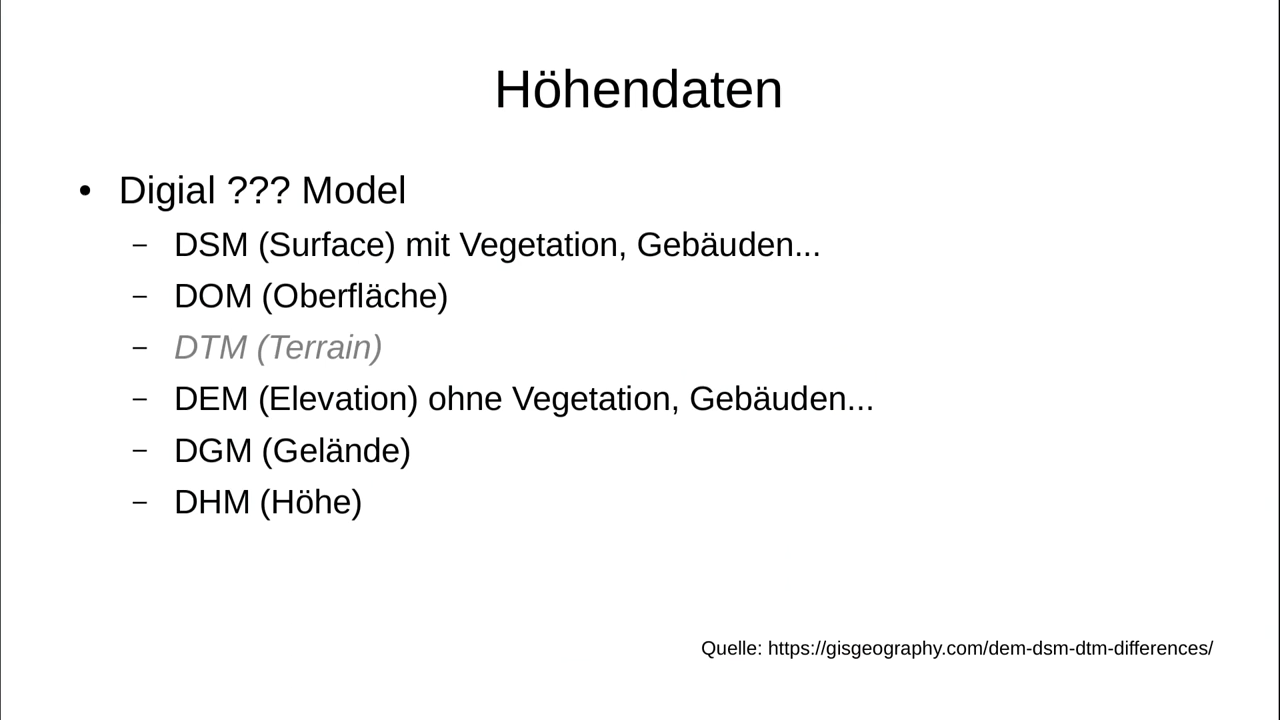 Höhendaten
• Digial ??? Model
– DSM (Surface) mit Vegetation, Gebäuden...
– DOM (Oberfläche)
– DTM (Terrain)
– DEM (Elevation) ohne Vegetation, Gebäuden...
– DGM (Gelände)
– DHM (Höhe)
Quelle: https://gisgeography.com/dem-dsm-dtm-differences/